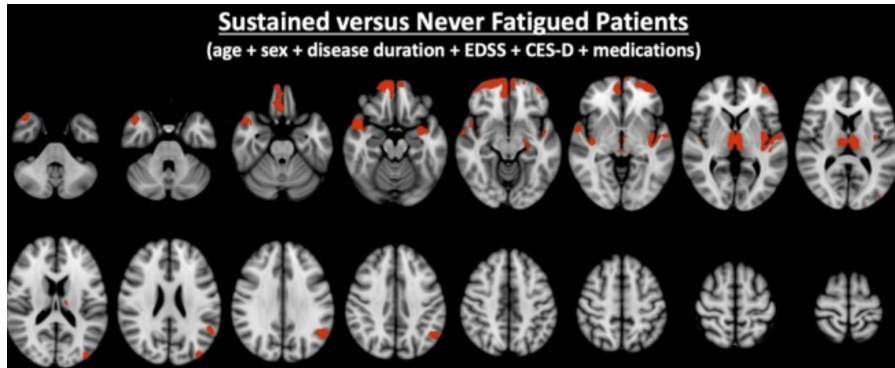 Sustained versus Never Fatigued Patients
(age + sex + disease duration + EDSS + CES-D + medications)